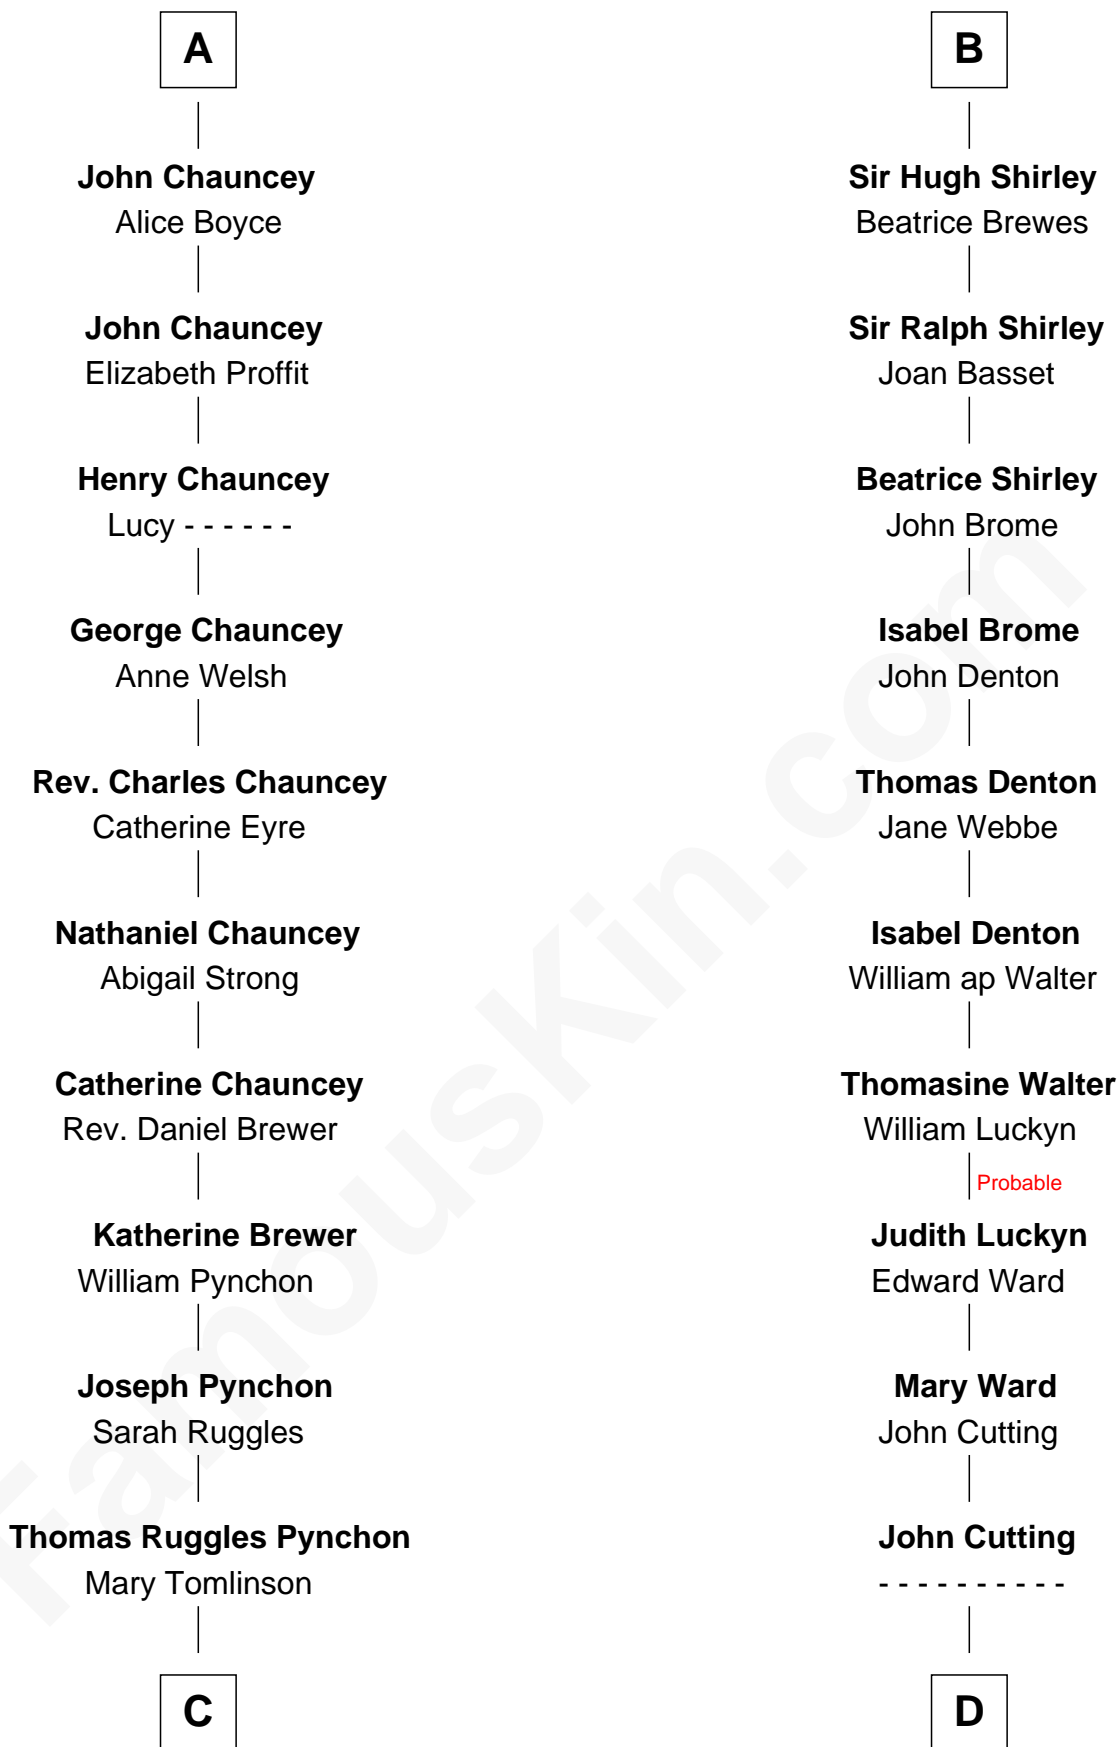 A
John Chauncey
Alice Boyce
John Chauncey
Elizabeth Proffit
Henry Chauncey
Lucy - - - - - -
George Chauncey
Anne Welsh
Rev. Charles Chauncey
Catherine Eyre
Nathaniel Chauncey
Abigail Strong
Catherine Chauncey
Rev. Daniel Brewer
Katherine Brewer
William Pynchon
Joseph Pynchon
Sarah Ruggles
Thomas Ruggles Pynchon
Mary Tomlinson
C
B
Sir Hugh Shirley
Beatrice Brewes
Sir Ralph Shirley
Joan Basset
Beatrice Shirley
John Brome
Isabel Brome
John Denton
Thomas Denton
Jane Webbe
Isabel Denton
William ap Walter
Thomasine Walter
William Luckyn
Probable
Judith Luckyn
Edward Ward
Mary Ward
John Cutting
John Cutting
- - - - - - - - - -
D
FamousKin.com